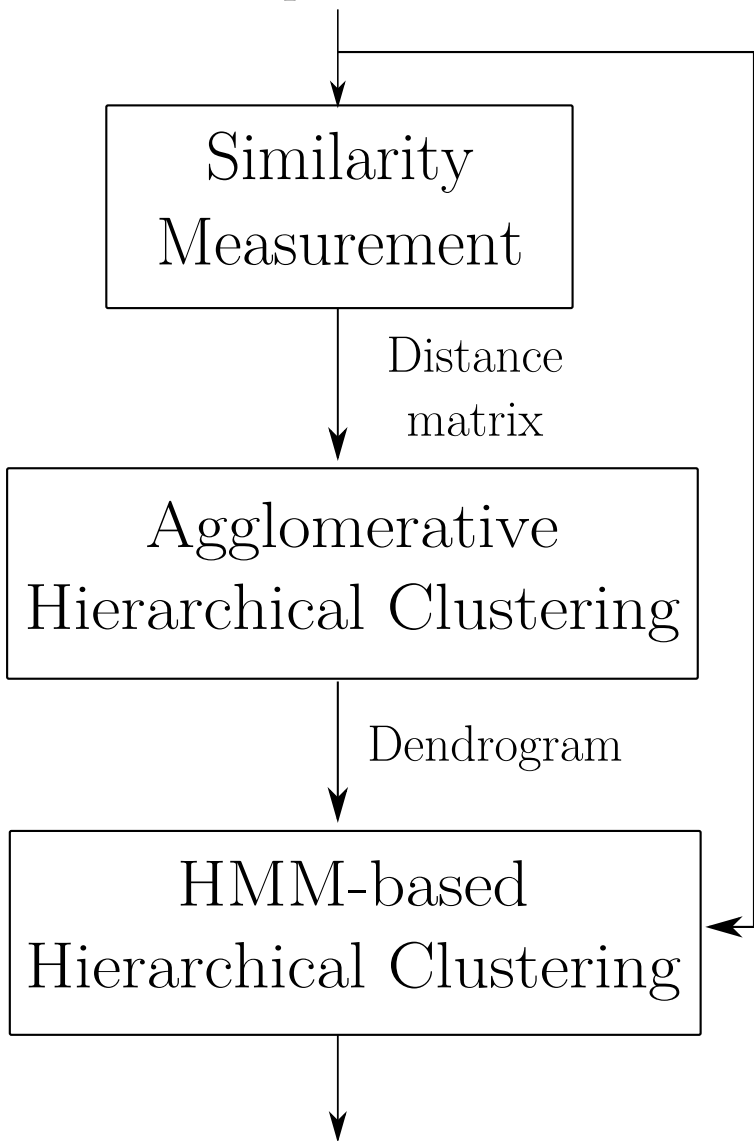 Similarity
Measurement
Distance
matrix
Agglomerative
Hierarchical Clustering
Dendrogram
HMM-based
Hierarchical Clustering